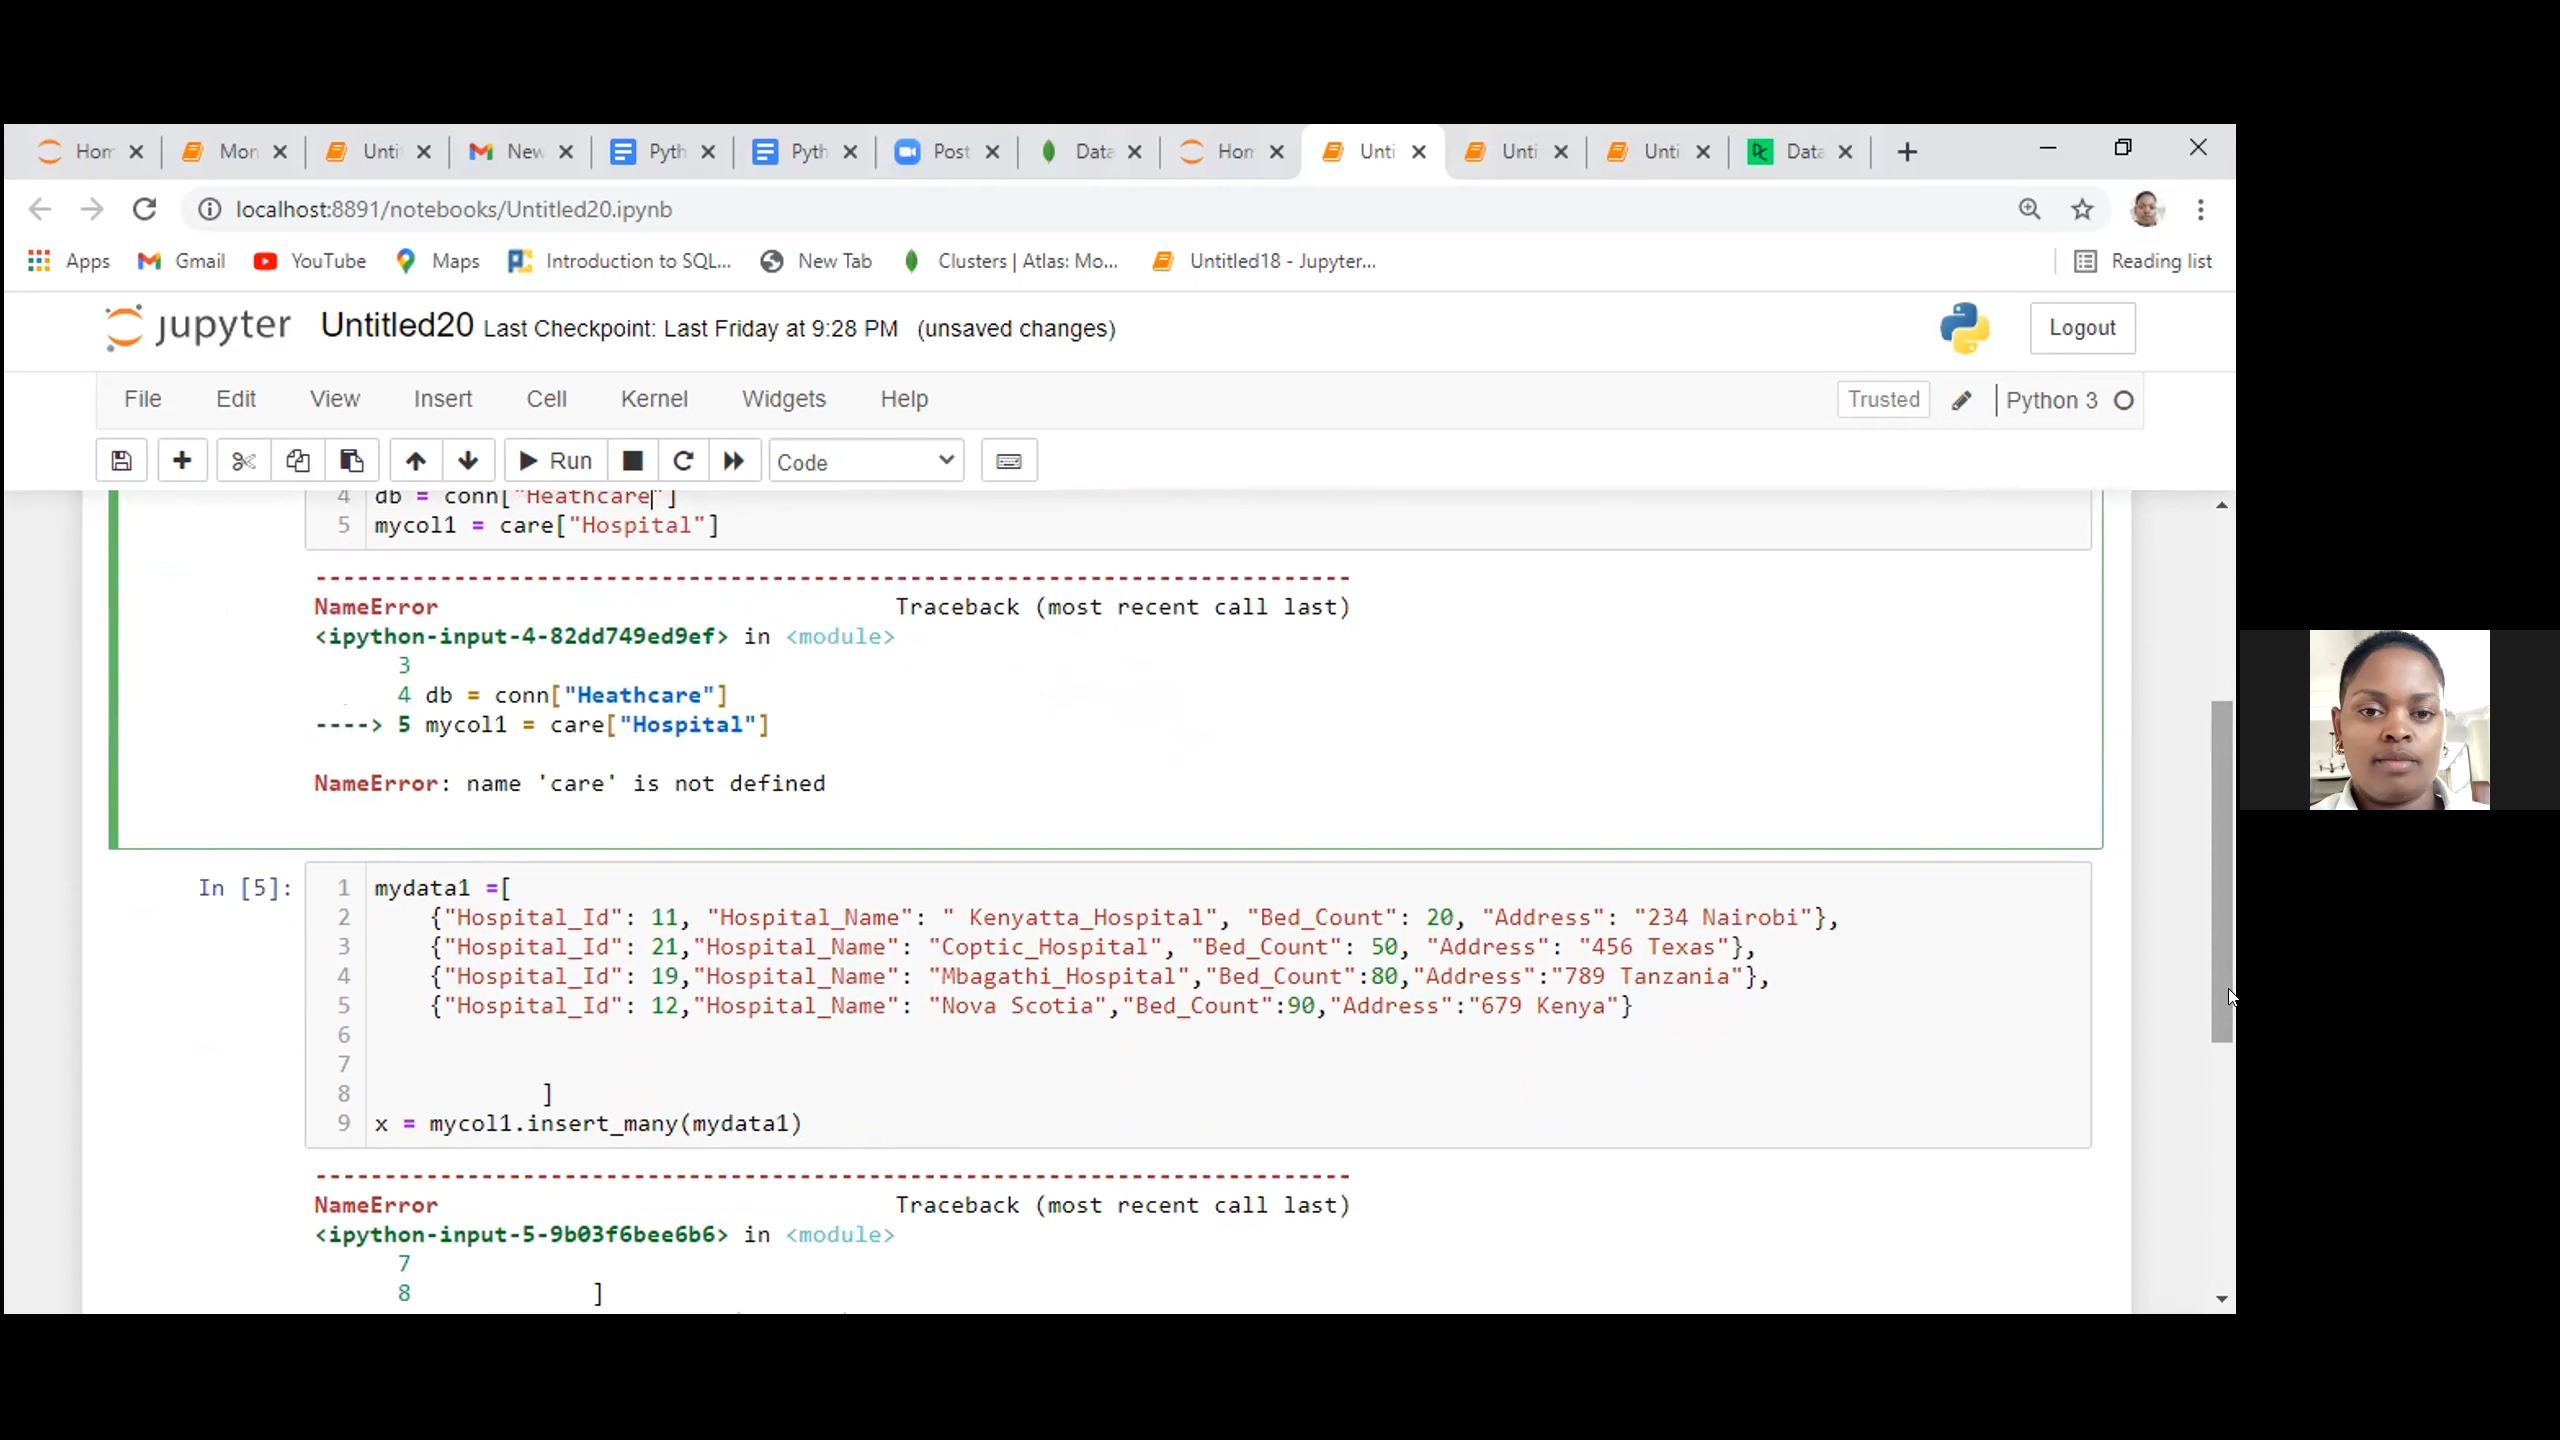 Hom
Mon
Unti
New
Pyth
Pyth
Post
Data
Hom
Unti
Unti
Unti
Data
localhost:8891/notebooks/Untitled20.ipynb
Apps
Gmail
YouTube
Maps
Introduction to SQL...
New Tab
Clusters | Atlas: Mo...
Untitled18 - Jupyter...
Reading list
jupyter Untitled20 Last Checkpoint: Last Friday at 9:28 PM (unsaved changes)
Logout
File Edit View Insert Cell Kernel Widgets Help
Trusted
Python 3
Run
Code
4 db = conn["Heathcare"]
5 mycol1 = care["Hospital"]
---------------------------------------------------------------------------
NameError Traceback (most recent call last)
<ipython-input-4-82dd749ed9ef> in <module>
3
4 db = conn["Heathcare"]
----> 5 mycol1 = care["Hospital"]
NameError: name 'care' is not defined
In [5]:
1 mydata1 =[
2 {"Hospital_Id": 11, "Hospital_Name": " Kenyatta_Hospital", "Bed_Count": 20, "Address": "234 Nairobi"},
3 {"Hospital_Id": 21,"Hospital_Name": "Coptic_Hospital", "Bed_Count": 50, "Address": "456 Texas"},
4 {"Hospital_Id": 19,"Hospital_Name": "Mbagathi_Hospital","Bed_Count":80,"Address":"789 Tanzania"},
5 {"Hospital_Id": 12,"Hospital_Name": "Nova Scotia","Bed_Count":90,"Address":"679 Kenya"}
6
7
8 ]
9 x = mycol1.insert_many(mydata1)
---------------------------------------------------------------------------
NameError Traceback (most recent call last)
<ipython-input-5-9b03f6bee6b6> in <module>
7
8 ]